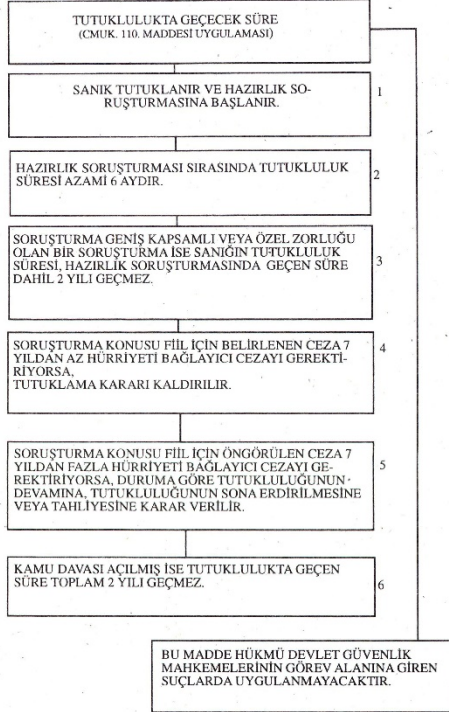 TUTUKLULUKTA GEÇECEK SÜRE
(CMUK. 110. MADDESİ UYGULAMASI)
SANIK TUTUKLANIR VE HAZIRLIK SO-
RUŞTURMASINA BAŞLANIR.
1
HAZIRLIK SORUŞTURMASI SIRASINDA TUTUKLULUK
SÜRESİ AZAMİ 6 AYDIR.
2
SORUŞTURMA GENİŞ KAPSAMLI VEYA ÖZEL ZORLUĞU
OLAN BİR SORUŞTURMA İSE SANIĞIN TUTUKLULUK
SÜRESİ, HAZIRLIK SORUŞTURMASINDA GEÇEN SÜRE
DAHİL 2 YILI GEÇMEZ.
3
SORUŞTURMA KONUSU FİİL İÇİN BELİRLENEN CEZA 7
YILDAN AZ HÜRRİYETİ BAĞLAYICI CEZAYI GEREKTİ-
RİYORSA,
TUTUKLAMA KARARI KALDIRILIR.
4
SORUŞTURMA KONUSU FİİL İÇİN ÖNGÖRÜLEN CEZA 7
YILDAN FAZLA HÜRRİYETİ BAĞLAYICI CEZAYI GE-
REKTİRİYORSA, DURUMA GÖRE TUTUKLULUĞUNUN
DEVAMINA, TUTUKLULUĞUNUN SONA ERDİRİLMESİNE
VEYA TAHLİYESİNE KARAR VERİLİR.
5
KAMU DAVASI AÇILMIŞ İSE TUTUKLULUKTA GEÇEN
SÜRE TOPLAM 2 YILI GEÇMEZ.
6
BU MADDE HÜKMÜ DEVLET GÜVENLİK
MAHKEMELERİNİN GÖREV ALANINA GİREN
SUÇLARDA UYGULANMAYACAKTIR.